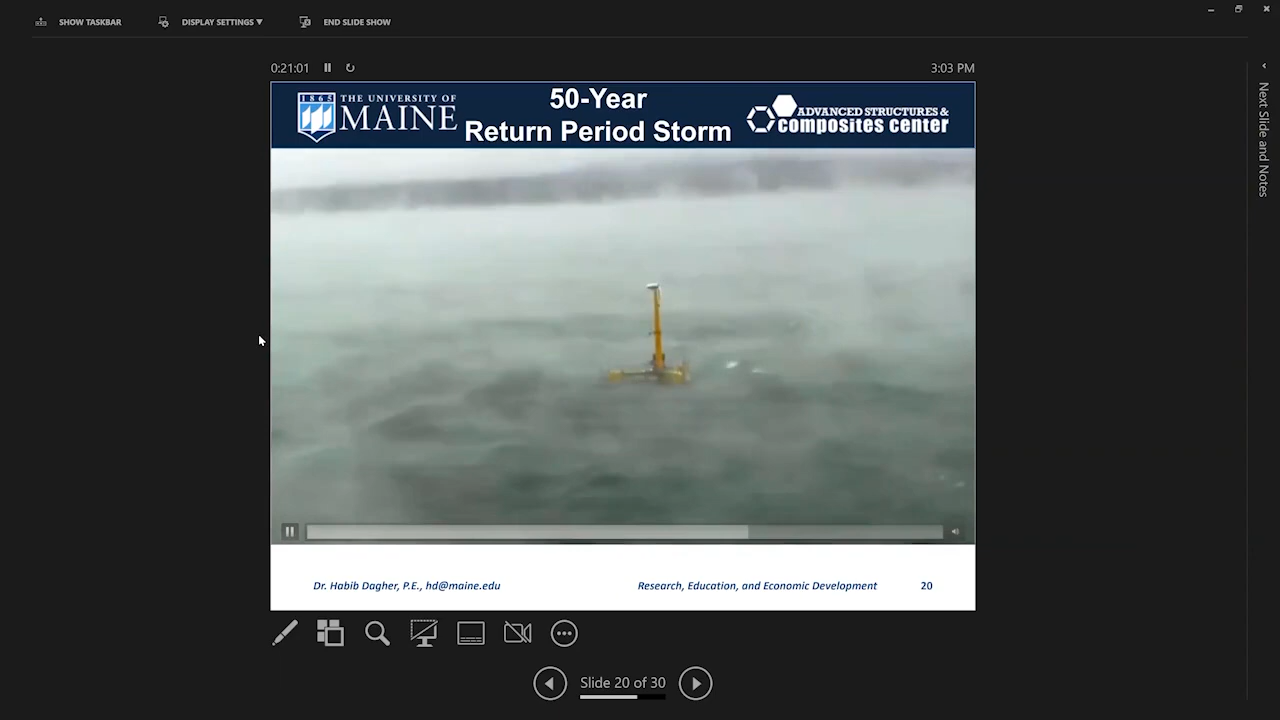 SHOW TASKBAR
DISPLAY SETTINGS ▼
END SLIDE SHOW
0:21:01
3:03 PM
1865
THE UNIVERSITY OF
MAINE
50-Year
Return Period Storm
ADVANCED STRUCTURES &
composites center
Dr. Habib Dagher, P.E., hd@maine.edu
Research, Education, and Economic Development
20
Slide 20 of 30
Next Slide and Notes